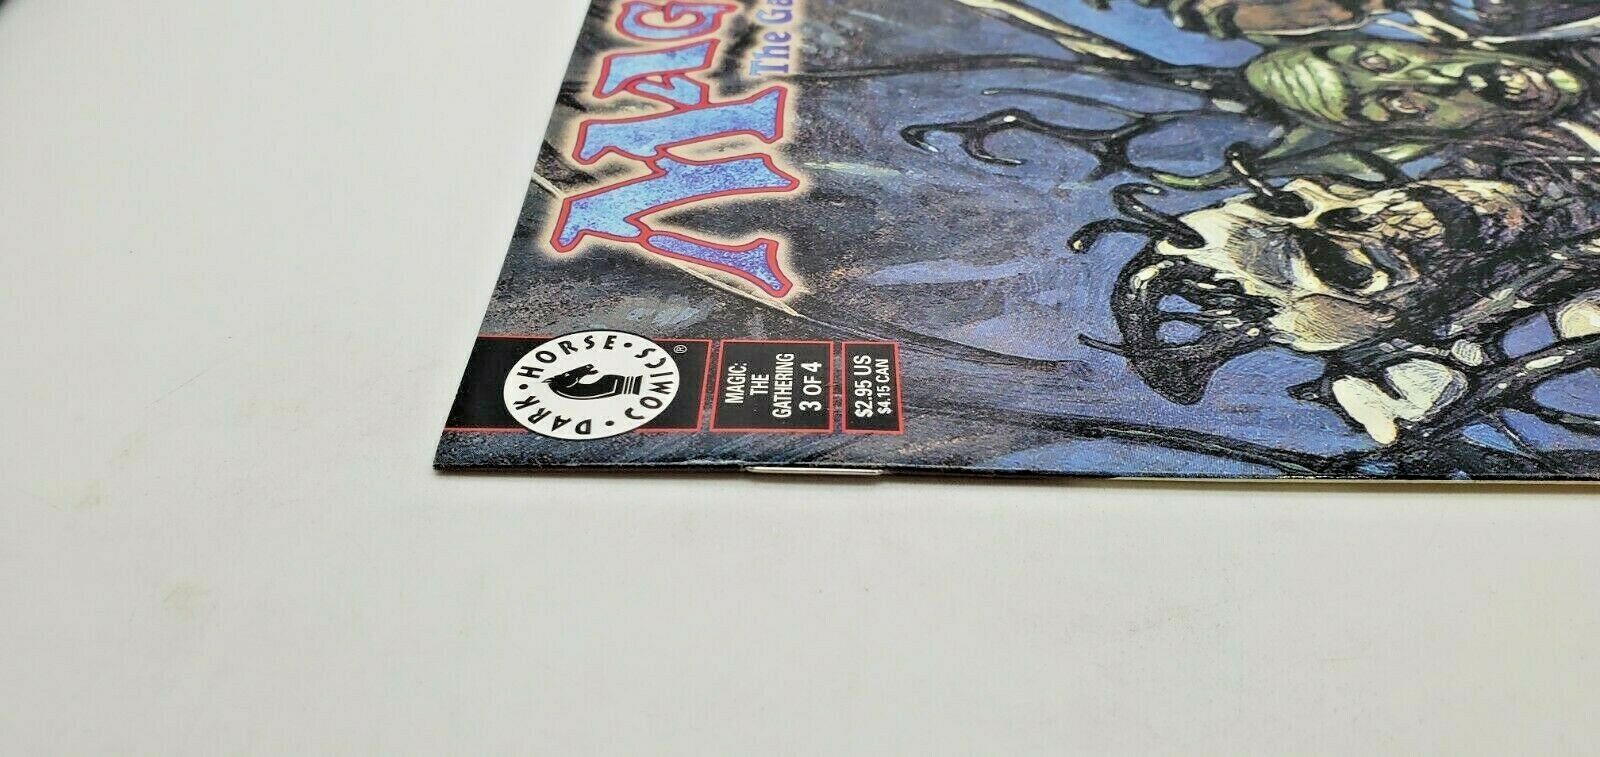 MAG
The Ga
DARK HORSE COMICS
®
MAGIC:
THE
GATHERING
3 OF 4
$2.95 US
$4.15 CAN